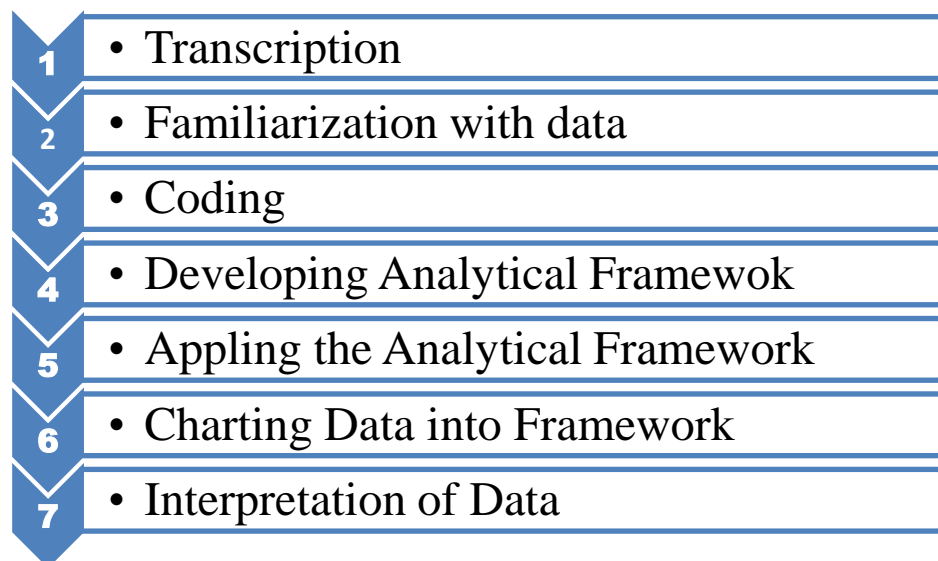 1 • Transcription
2 • Familiarization with data
3 • Coding
4 • Developing Analytical Framewok
5 • Appling the Analytical Framework
6 • Charting Data into Framework
7 • Interpretation of Data